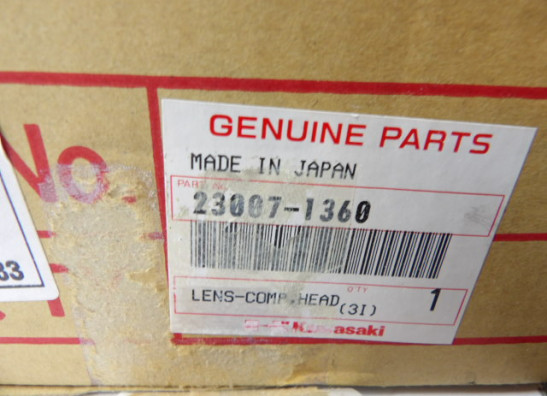 No.
GENUINE PARTS
MADE IN JAPAN
PART NO.
23007-1360
LENS-COMP,HEAD
(3I)
QTY
1
Kawasaki
33